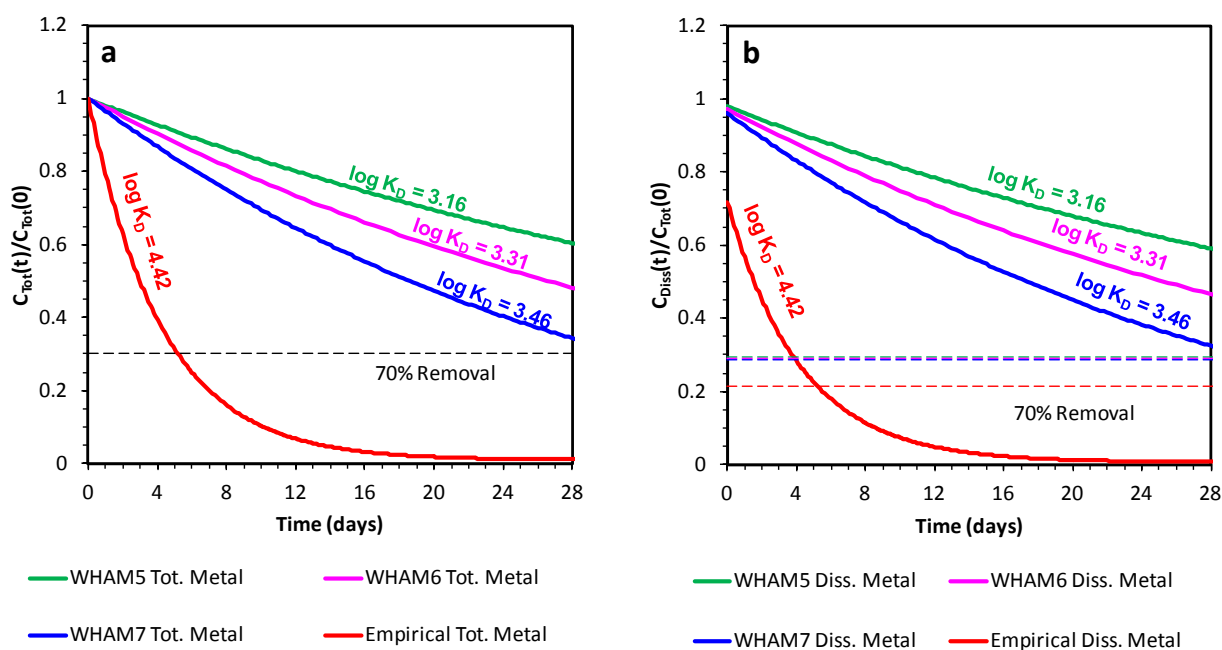 a
1.2
1
0.8
0.6
0.4
0.2
0
C_Tot(t)/C_Tot(0)
log K_D = 3.16
log K_D = 3.31
log K_D = 3.46
log K_D = 4.42
70% Removal
0 4 8 12 16 20 24 28
Time (days)
WHAM5 Tot. Metal
WHAM6 Tot. Metal
WHAM7 Tot. Metal
Empirical Tot. Metal
b
1.2
1
0.8
0.6
0.4
0.2
0
C_Diss(t)/C_Tot(0)
log K_D = 3.16
log K_D = 3.31
log K_D = 3.46
log K_D = 4.42
70% Removal
0 4 8 12 16 20 24 28
Time (days)
WHAM5 Diss. Metal
WHAM6 Diss. Metal
WHAM7 Diss. Metal
Empirical Diss. Metal